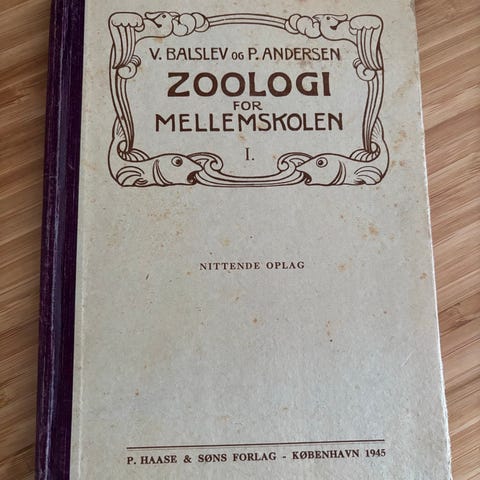 V. BALSLEV OG P. ANDERSEN
ZOOLOGI
FOR
MELLEMSKOLEN
I.
NITTENDE OPLAG
P. HAASE & SØNS FORLAG - KØBENHAVN 1945